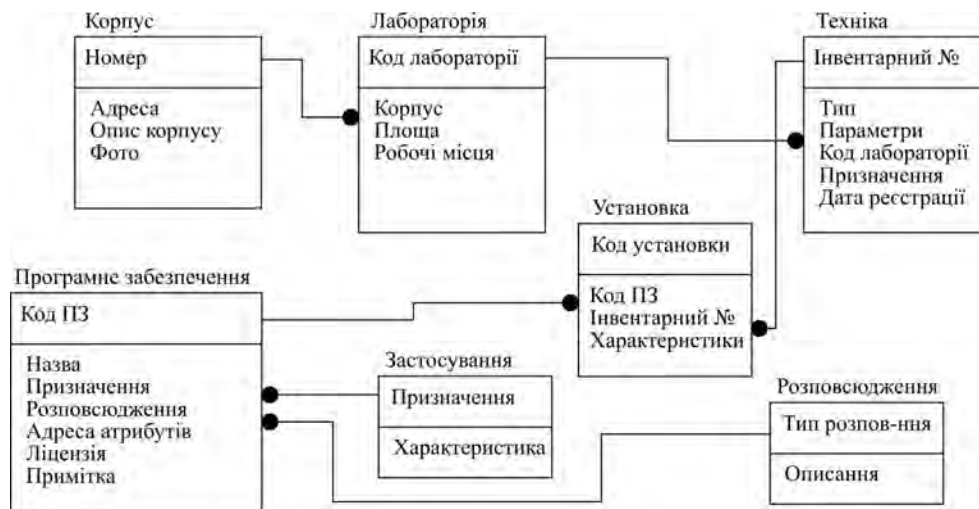 Корпус
Номер
Адреса
Опис корпусу
Фото
Лабораторія
Код лабораторії
Корпус
Площа
Робочі місця
Техніка
Інвентарний №
Тип
Параметри
Код лабораторії
Призначення
Дата реєстрації
Установка
Код установки
Код ПЗ
Інвентарний №
Характеристики
Програмне забезпечення
Код ПЗ
Назва
Призначення
Розповсюдження
Адреса атрибутів
Ліцензія
Примітка
Застосування
Призначення
Характеристика
Розповсюдження
Тип розпов-ння
Описання